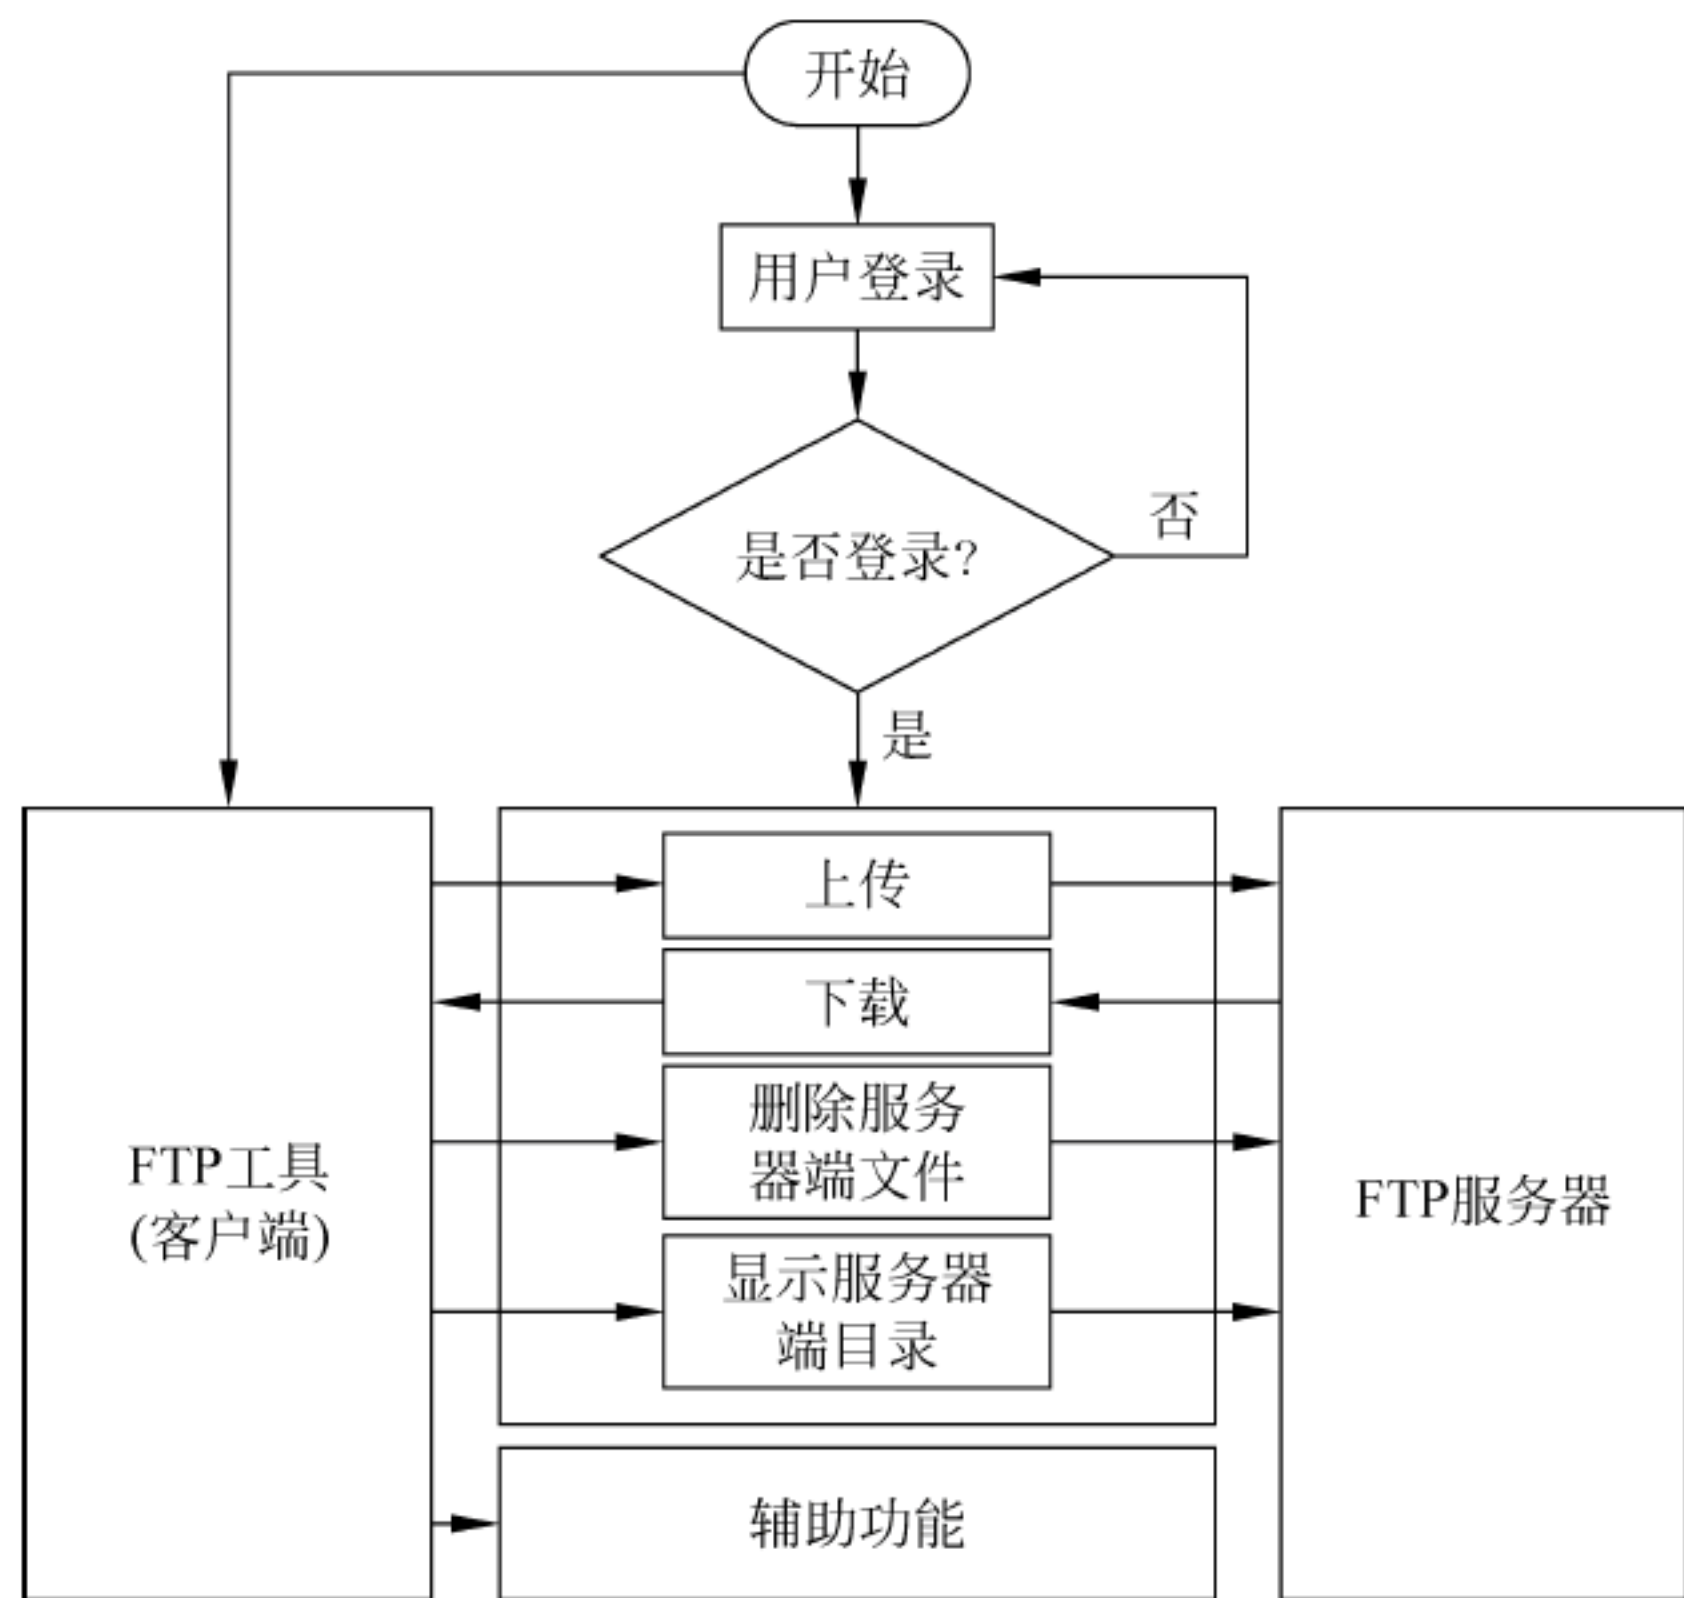 开始
用户登录
是否登录?
否
是
上传
下载
删除服务
器端文件
显示服务器
端目录
FTP工具
(客户端)
FTP服务器
辅助功能